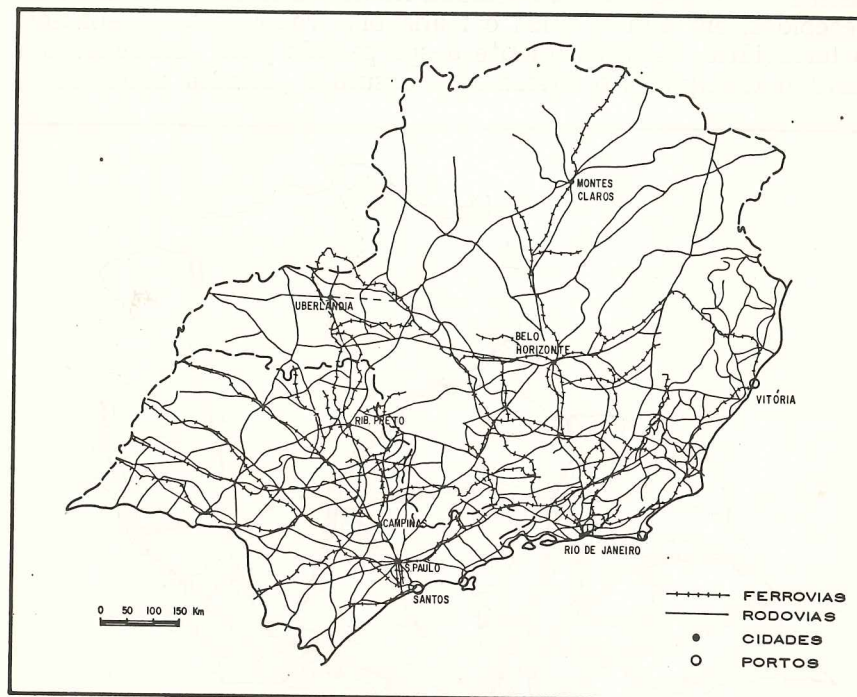 MONTES
CLAROS
UBERLÂNDIA
BELO
HORIZONTE
VITÓRIA
RIB. PRETO
CAMPINAS
RIO DE JANEIRO
S. PAULO
SANTOS
0 50 100 150 Km
FERROVIAS
RODOVIAS
CIDADES
PORTOS